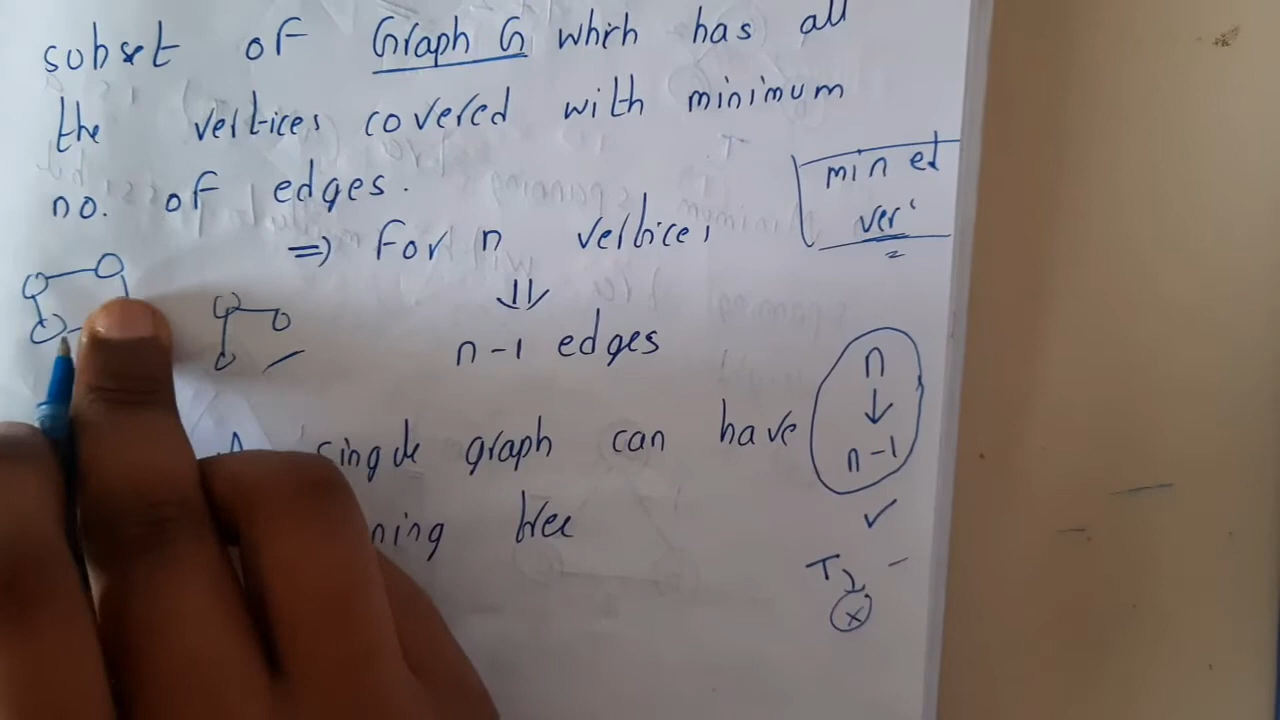 subset of Graph G which has all
the vertices covered with minimum
no. of edges.
min ed
ver'
=> for n vertices
⇓
n-1 edges
n
↓
n-1
✓
single graph can have
ning tree
T2 -
x